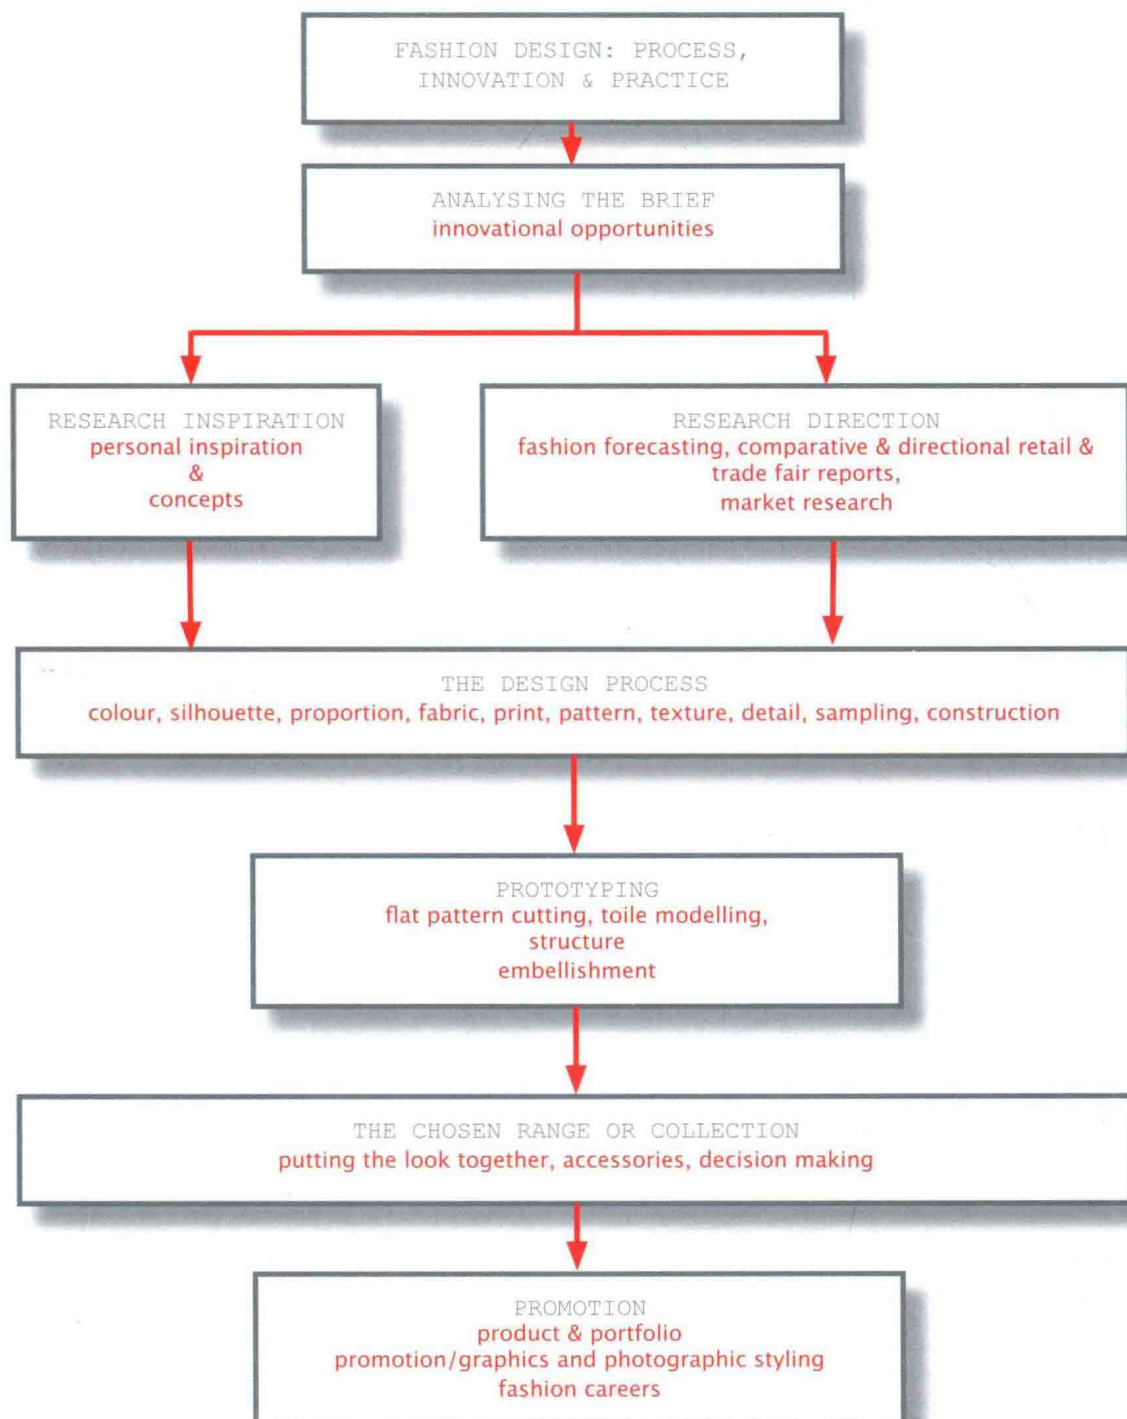 FASHION DESIGN: PROCESS,
INNOVATION & PRACTICE
ANALYSING THE BRIEF
innovational opportunities
RESEARCH INSPIRATION
personal inspiration
&
concepts
RESEARCH DIRECTION
fashion forecasting, comparative & directional retail &
trade fair reports,
market research
THE DESIGN PROCESS
colour, silhouette, proportion, fabric, print, pattern, texture, detail, sampling, construction
PROTOTYPING
flat pattern cutting, toile modelling,
structure
embellishment
THE CHOSEN RANGE OR COLLECTION
putting the look together, accessories, decision making
PROMOTION
product & portfolio
promotion/graphics and photographic styling
fashion careers